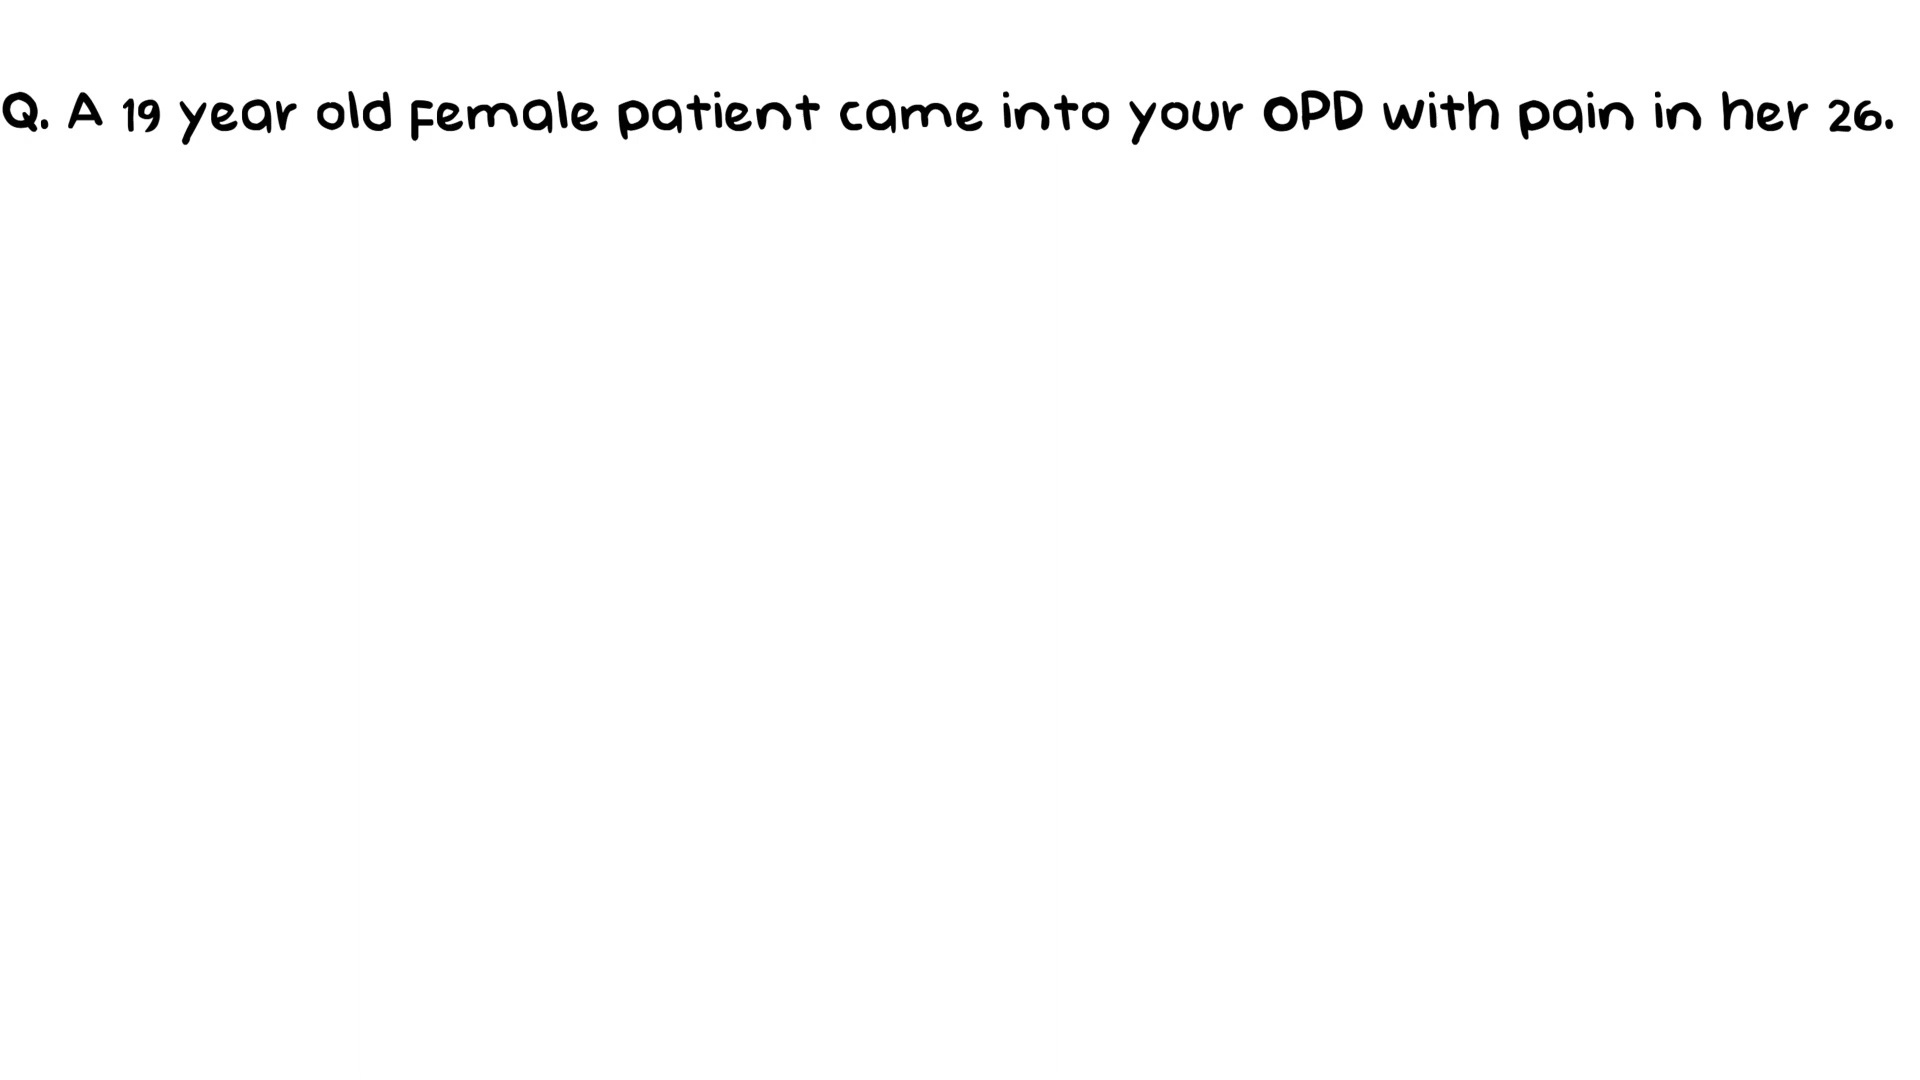 Q. A 19 year old female patient came into your OPD with pain in her 26.